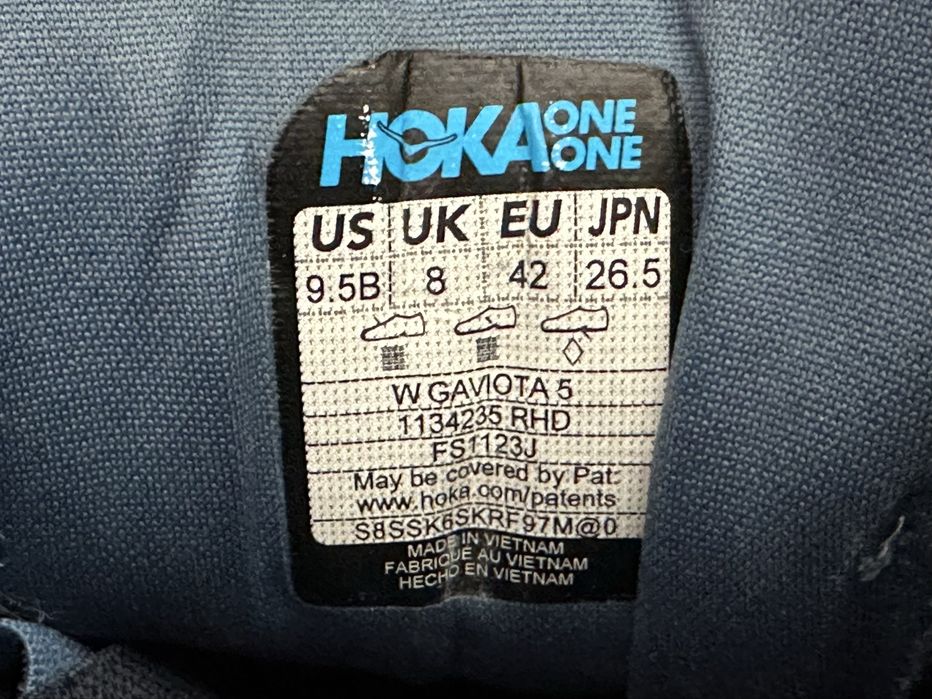 HOKA ONE ONE
US UK EU JPN
9.5B 8 42 26.5
W GAVIOTA 5
1134235 RHD
FS1123J
May be covered by Pat.
www.hoka.com/patents
S8SSK6SKRF97M@0
MADE IN VIETNAM
FABRIQUÉ AU VIETNAM
HECHO EN VIETNAM